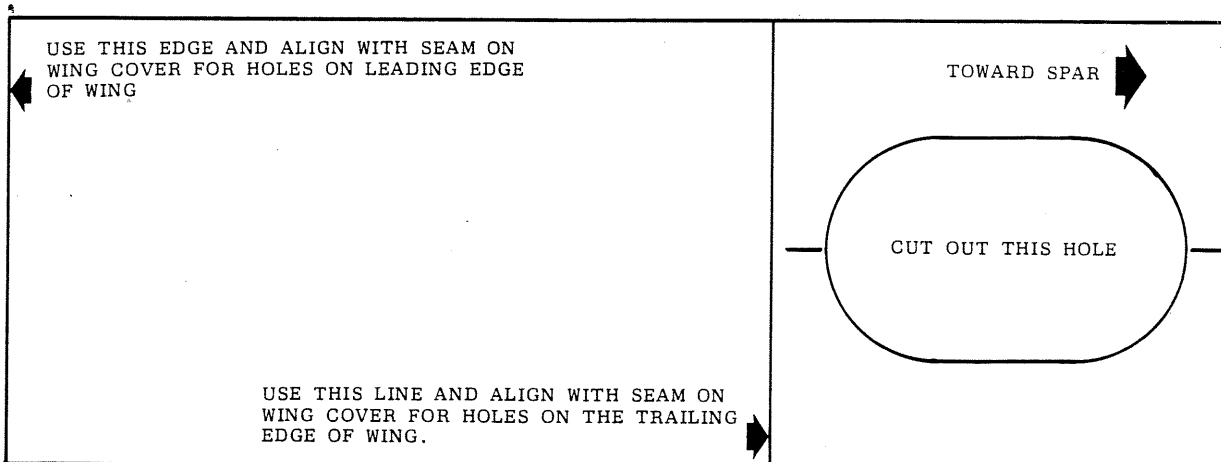 USE THIS EDGE AND ALIGN WITH SEAM ON
WING COVER FOR HOLES ON LEADING EDGE
OF WING
TOWARD SPAR
CUT OUT THIS HOLE
USE THIS LINE AND ALIGN WITH SEAM ON
WING COVER FOR HOLES ON THE TRAILING
EDGE OF WING.